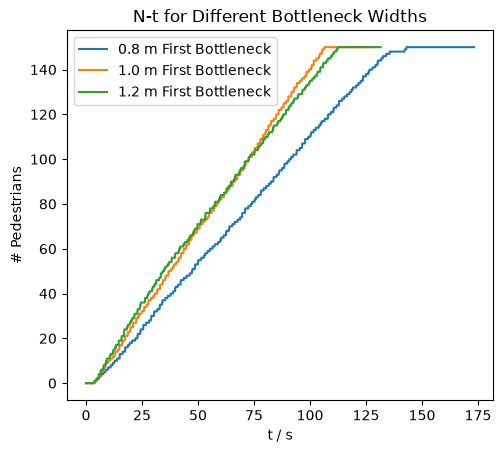 N-t for Different Bottleneck Widths
0.8 m First Bottleneck
1.0 m First Bottleneck
1.2 m First Bottleneck
# Pedestrians
140
120
100
80
60
40
20
0
0 25 50 75 100 125 150 175
t / s